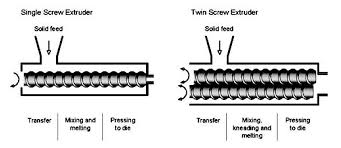 Single Screw Extruder
Solid feed
Transfer
Mixing and
melting
Pressing
to die
Twin Screw Extruder
Solid feed
Transfer
Mixing,
kneading and
melting
Pressing
to die